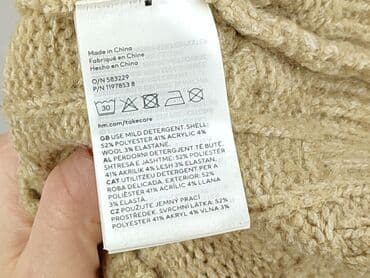 Made in China
Fabriqué en Chine
Hecho en China
O/N 583229
P/N 1197853 8
30
hm.com/takecare
GB USE MILD DETERGENT. SHELL:
52% POLYESTER 41% ACRYLIC 4%
WOOL 3% ELASTANE.
AL PËRDORNI DETERGJENT TË BUTË.
SHTRESA E JASHTME: 52% POLIESTER
41% AKRILIK 4% LESH 3% ELASTAN.
CAT UTILITZEU DETERGENT PER A
ROBA DELICADA. EXTERIOR: 52%
POLIÈSTER 41% ACRÍLIC 4% LLANA
3% ELASTÀ.
CZ POUŽIJTE JEMNÝ PRACÍ
PROSTŘEDEK. SVRCHNÍ LÁTKA: 52%
POLYESTER 41% AKRYL 4% VLNA 3%